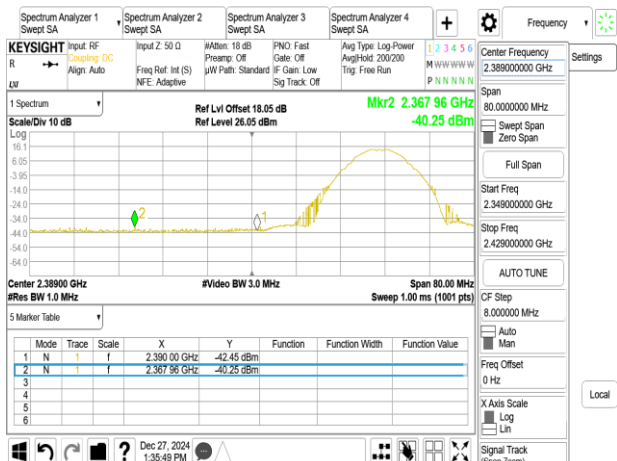 Spectrum Analyzer 1
Swept SA
Spectrum Analyzer 2
Swept SA
Spectrum Analyzer 3
Swept SA
Spectrum Analyzer 4
Swept SA
+
Frequency
Settings
KEYSIGHT
R
LXI
Input: RF
Coupling: DC
Align: Auto
Input Z: 50 Ω
Freq Ref: Int (S)
NFE: Adaptive
#Atten: 18 dB
Preamp: Off
µW Path: Standard
PNO: Fast
Gate: Off
IF Gain: Low
Sig Track: Off
Avg Type: Log-Power
Avg|Hold: 200/200
Trig: Free Run
1 2 3 4 5 6
M W W W W W
P N N N N N
1 Spectrum
Scale/Div 10 dB
Log
Ref Lvl Offset 18.05 dB
Ref Level 26.05 dBm
Mkr2 2.367 96 GHz
-40.25 dBm
16.1
6.05
-3.95
-14.0
-24.0
-34.0
-44.0
-54.0
-64.0
2
1
Center 2.38900 GHz
#Res BW 1.0 MHz
#Video BW 3.0 MHz
Span 80.00 MHz
Sweep 1.00 ms (1001 pts)
5 Marker Table
Mode Trace Scale X Y Function Function Width Function Value
1 N 1 f 2.390 00 GHz -42.45 dBm
2 N 1 f 2.367 96 GHz -40.25 dBm
3
4
5
6
Dec 27, 2024
1:35:49 PM
Center Frequency
2.389000000 GHz
Span
80.0000000 MHz
Swept Span
Zero Span
Full Span
Start Freq
2.349000000 GHz
Stop Freq
2.429000000 GHz
AUTO TUNE
CF Step
8.000000 MHz
Auto
Man
Freq Offset
0 Hz
X Axis Scale
Log
Lin
Signal Track
(Span Zoom)
Local